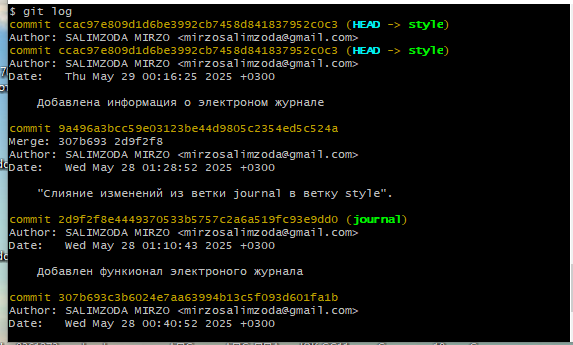 $ git log
commit ccac97e809d1d6be3992cb7458d841837952c0c3 (HEAD -> style)
Author: SALIMZODA MIRZO <mirzosalimzoda@gmail.com>
commit ccac97e809d1d6be3992cb7458d841837952c0c3 (HEAD -> style)
Author: SALIMZODA MIRZO <mirzosalimzoda@gmail.com>
Date:   Thu May 29 00:16:25 2025 +0300
Добавлена информация о электроном журнале
commit 9a496a3bcc59e03123be44d9805c2354ed5c524a
Merge: 307b693 2d9f2f8
Author: SALIMZODA MIRZO <mirzosalimzoda@gmail.com>
Date:   Wed May 28 01:28:52 2025 +0300
"Слияние изменений из ветки journal в ветку style".
commit 2d9f2f8e4449370533b5757c2a6a519fc93e9dd0 (journal)
Author: SALIMZODA MIRZO <mirzosalimzoda@gmail.com>
Date:   Wed May 28 01:10:43 2025 +0300
Добавлен функионал электроного журнала
commit 307b693c3b6024e7aa63994b13c5f093d601fa1b
Author: SALIMZODA MIRZO <mirzosalimzoda@gmail.com>
Date:   Wed May 28 00:40:52 2025 +0300